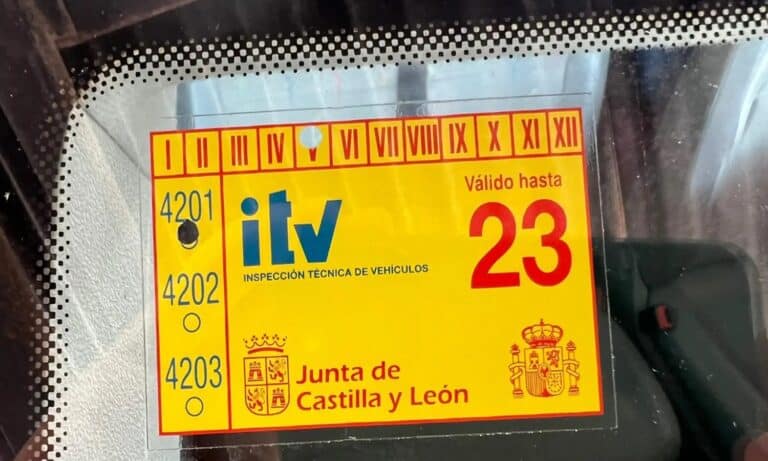 I II III IV V VI VII VIII IX X XI XII
4201
itv
INSPECCIÓN TÉCNICA DE VEHÍCULOS
Válido hasta
23
4202
4203
Junta de
Castilla y León